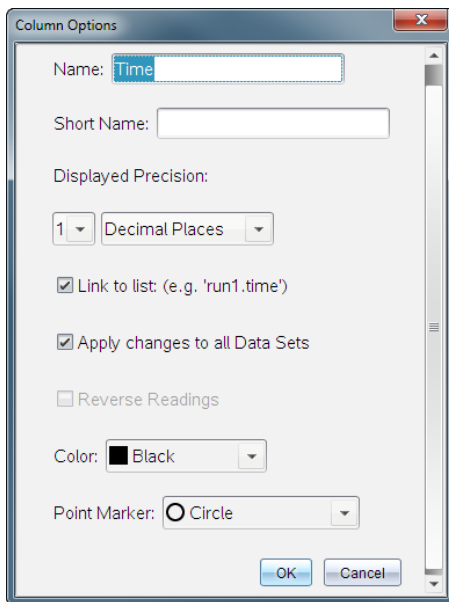 Column Options
Name: Time
Short Name:
Displayed Precision:
1 Decimal Places
Link to list: (e.g. 'run1.time')
Apply changes to all Data Sets
Reverse Readings
Color: Black
Point Marker: Circle
OK Cancel